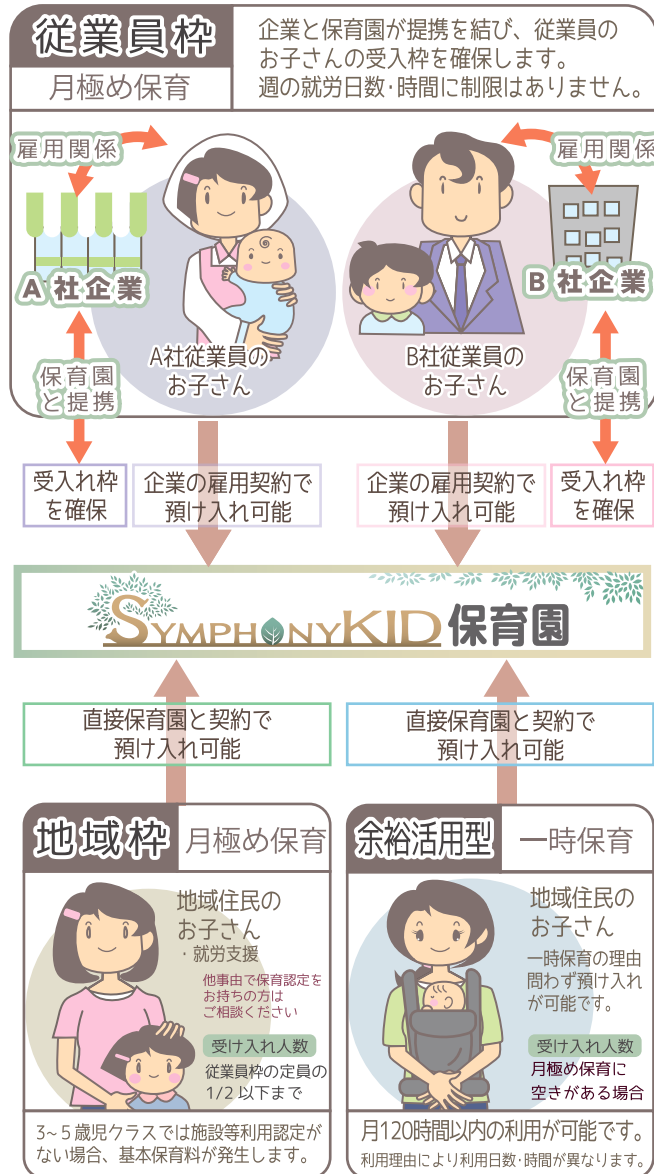 従業員枠
月極め保育
企業と保育園が提携を結び、従業員の
お子さんの受入枠を確保します。
週の就労日数・時間に制限はありません。
雇用関係
雇用関係
A社企業
B社企業
A社従業員の
お子さん
B社従業員の
お子さん
保育園
と提携
保育園
と提携
受入れ枠
を確保
企業の雇用契約で
預け入れ可能
企業の雇用契約で
預け入れ可能
受入れ枠
を確保
SYMPHONYKID保育園
直接保育園と契約で
預け入れ可能
直接保育園と契約で
預け入れ可能
地域枠
月極め保育
地域住民の
お子さん
・就労支援
他事由で保育認定を
お持ちの方は
ご相談ください
受け入れ人数
従業員枠の定員の
1/2以下まで
3~5歳児クラスでは施設等利用認定が
ない場合、基本保育料が発生します。
余裕活用型
一時保育
地域住民の
お子さん
一時保育の理由
問わず預け入れ
が可能です。
受け入れ人数
月極め保育に
空きがある場合
月120時間以内の利用が可能です。
利用理由により利用日数・時間が異なります。